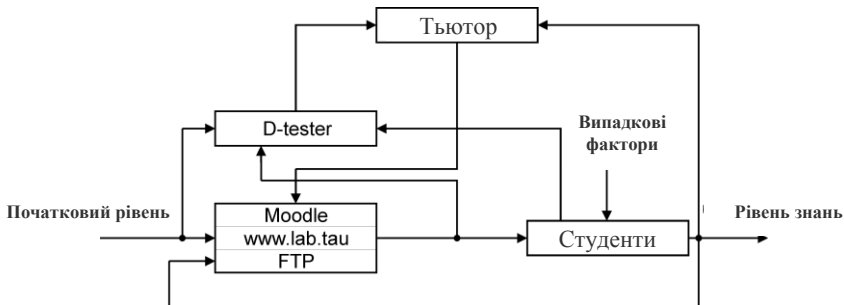 Тьютор
D-tester
Випадкові
фактори
Початковий рівень
Moodle
www.lab.tau
FTP
Студенти
Рівень знань